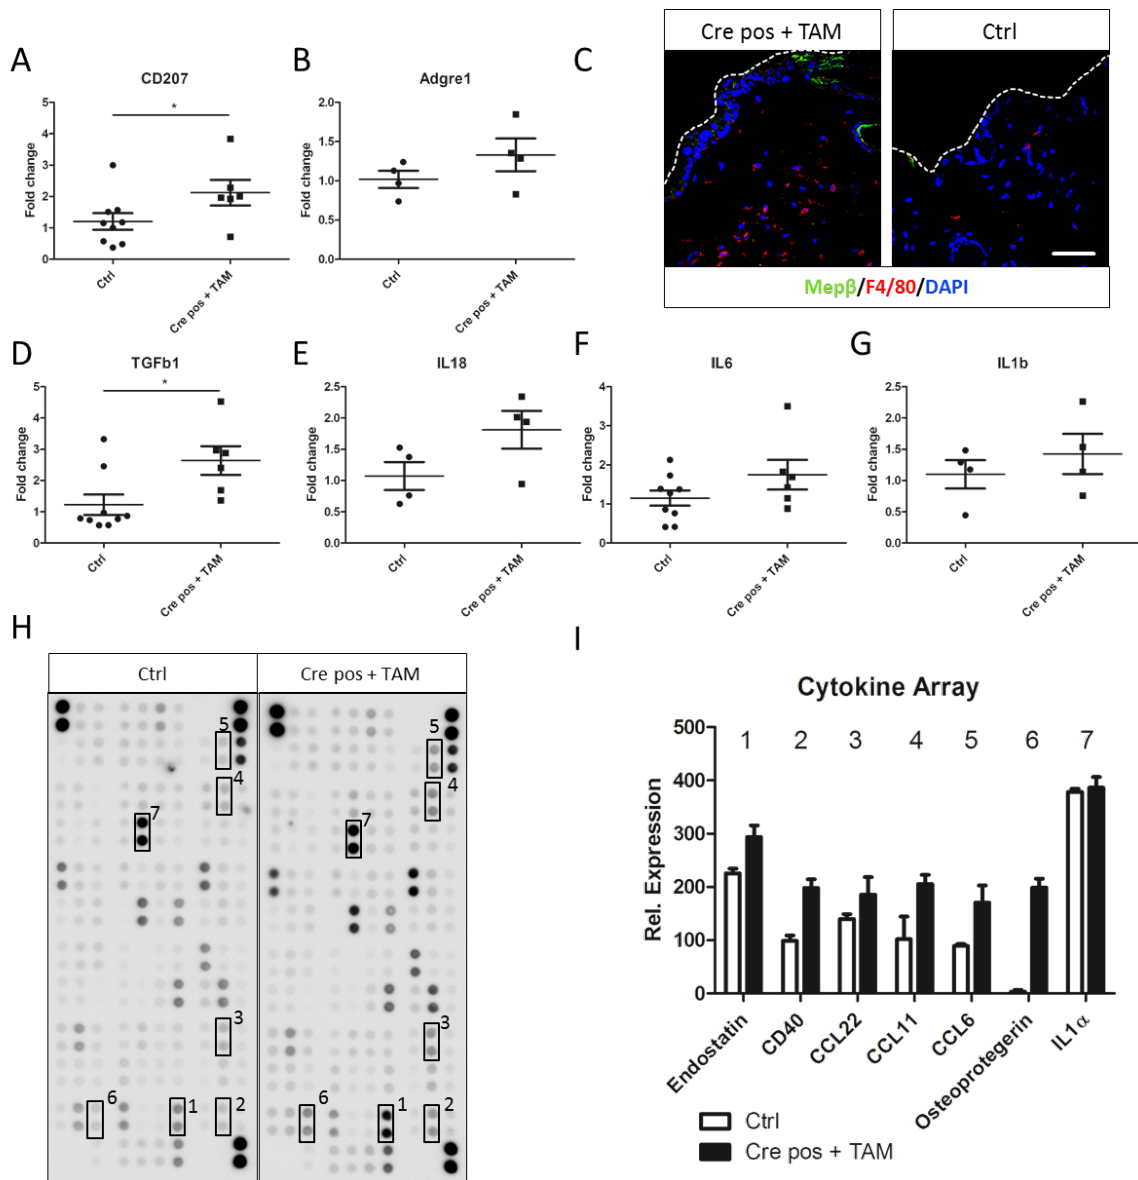 A
CD207
*
Fold change
5
4
3
2
1
0
Ctrl
Cre pos + TAM
B
Adgre1
Fold change
2.0
1.5
1.0
0.5
0.0
Ctrl
Cre pos + TAM
C
Cre pos + TAM
Ctrl
Mepβ/F4/80/DAPI
D
TGFb1
*
Fold change
5
4
3
2
1
0
Ctrl
Cre pos + TAM
E
IL18
Fold change
2.5
2.0
1.5
1.0
0.5
0.0
Ctrl
Cre pos + TAM
F
IL6
Fold change
4
3
2
1
0
Ctrl
Cre pos + TAM
G
IL1b
Fold change
2.5
2.0
1.5
1.0
0.5
0.0
Ctrl
Cre pos + TAM
H
Ctrl
5
4
7
3
6
1
2
Cre pos + TAM
5
4
7
3
6
1
2
I
Cytokine Array
Rel. Expression
500
400
300
200
100
0
1 2 3 4 5 6 7
Endostatin
CD40
CCL22
CCL11
CCL6
Osteoprotegerin
IL1α
Ctrl
Cre pos + TAM